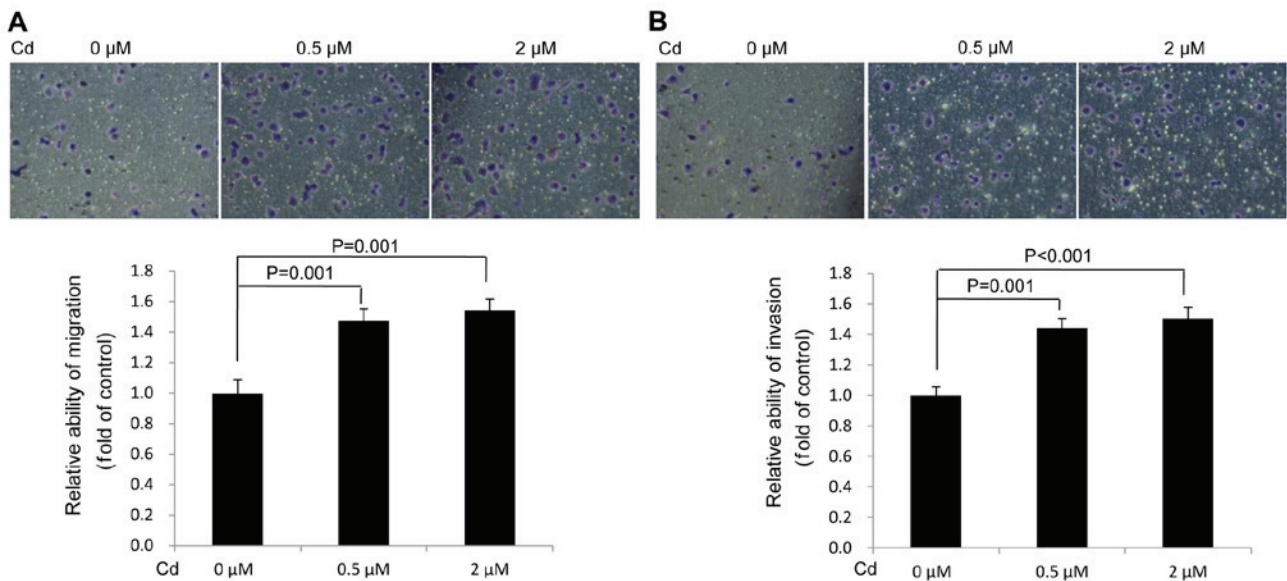 A
Cd 0 µM 0.5 µM 2 µM
P=0.001
P=0.001
Relative ability of migration
(fold of control)
1.8
1.6
1.4
1.2
1.0
0.8
0.6
0.4
0.2
0.0
Cd 0 µM 0.5 µM 2 µM
B
Cd 0 µM 0.5 µM 2 µM
P<0.001
P=0.001
Relative ability of invasion
(fold of control)
1.8
1.6
1.4
1.2
1.0
0.8
0.6
0.4
0.2
0.0
Cd 0 µM 0.5 µM 2 µM